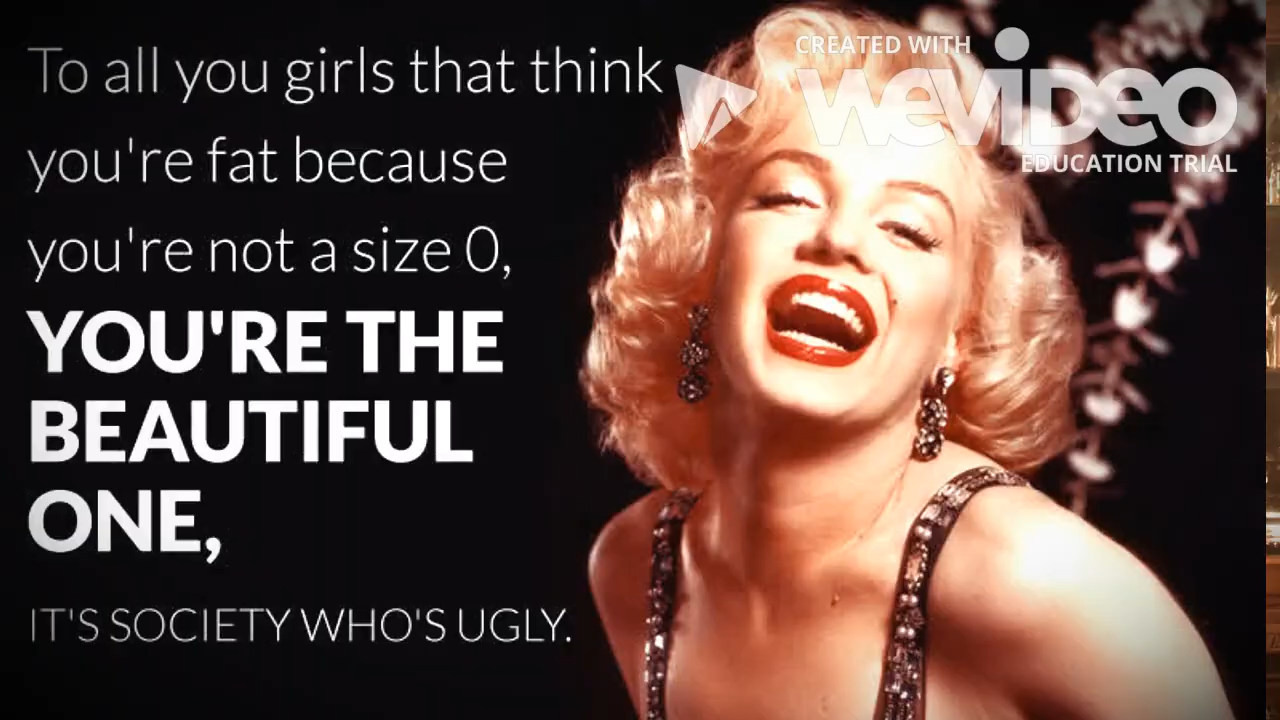 To all you girls that think
you're fat because
you're not a size 0,
YOU'RE THE
BEAUTIFUL
ONE,
IT'S SOCIETY WHO'S UGLY.
CREATED WITH
WeVideo
EDUCATION TRIAL